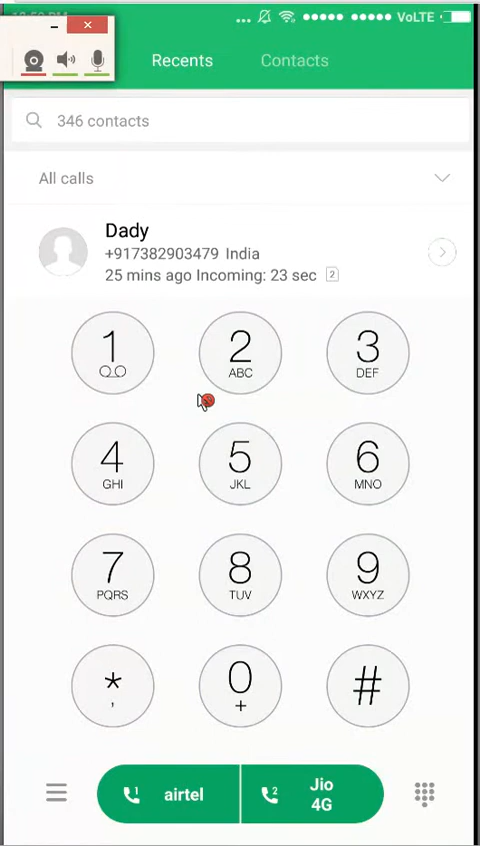 ... VoLTE
Recents Contacts
346 contacts
All calls
Dady
+917382903479 India
25 mins ago Incoming: 23 sec 2
1 2 3
ABC DEF
4 5 6
GHI JKL MNO
7 8 9
PQRS TUV WXYZ
* 0 #
, +
1 airtel 2 Jio
4G